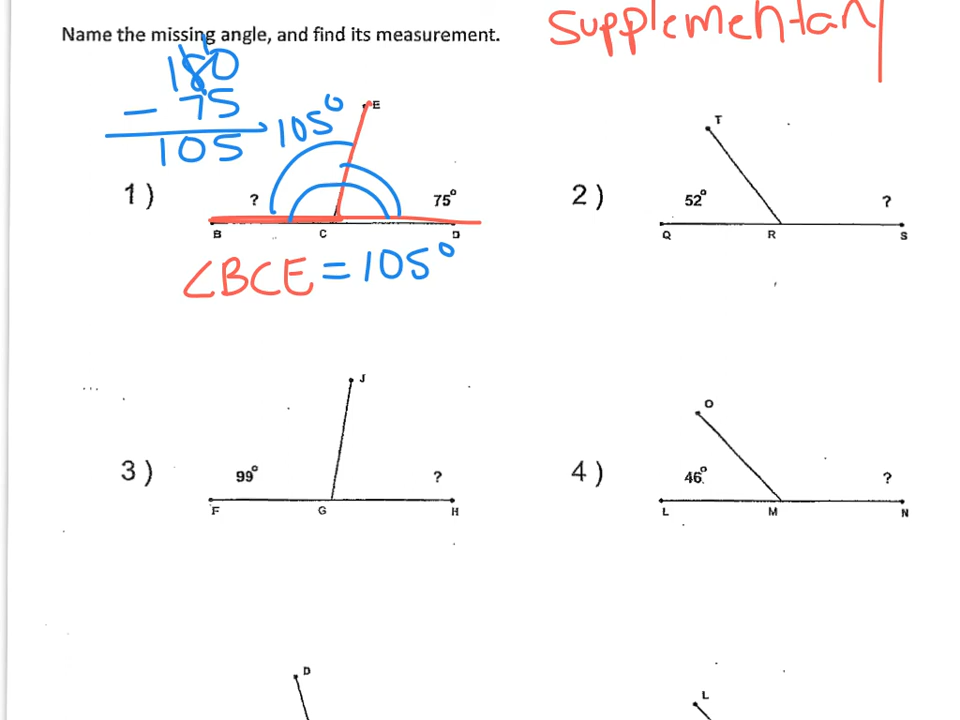 Supplementary
Name the missing angle, and find its measurement.
180
- 75
105
105°
E
1)
?
75°
B
C
D
∠BCE = 105°
2)
T
52°
?
Q
R
S
3)
J
99°
?
F
G
H
4)
O
46°
?
L
M
N
D
L